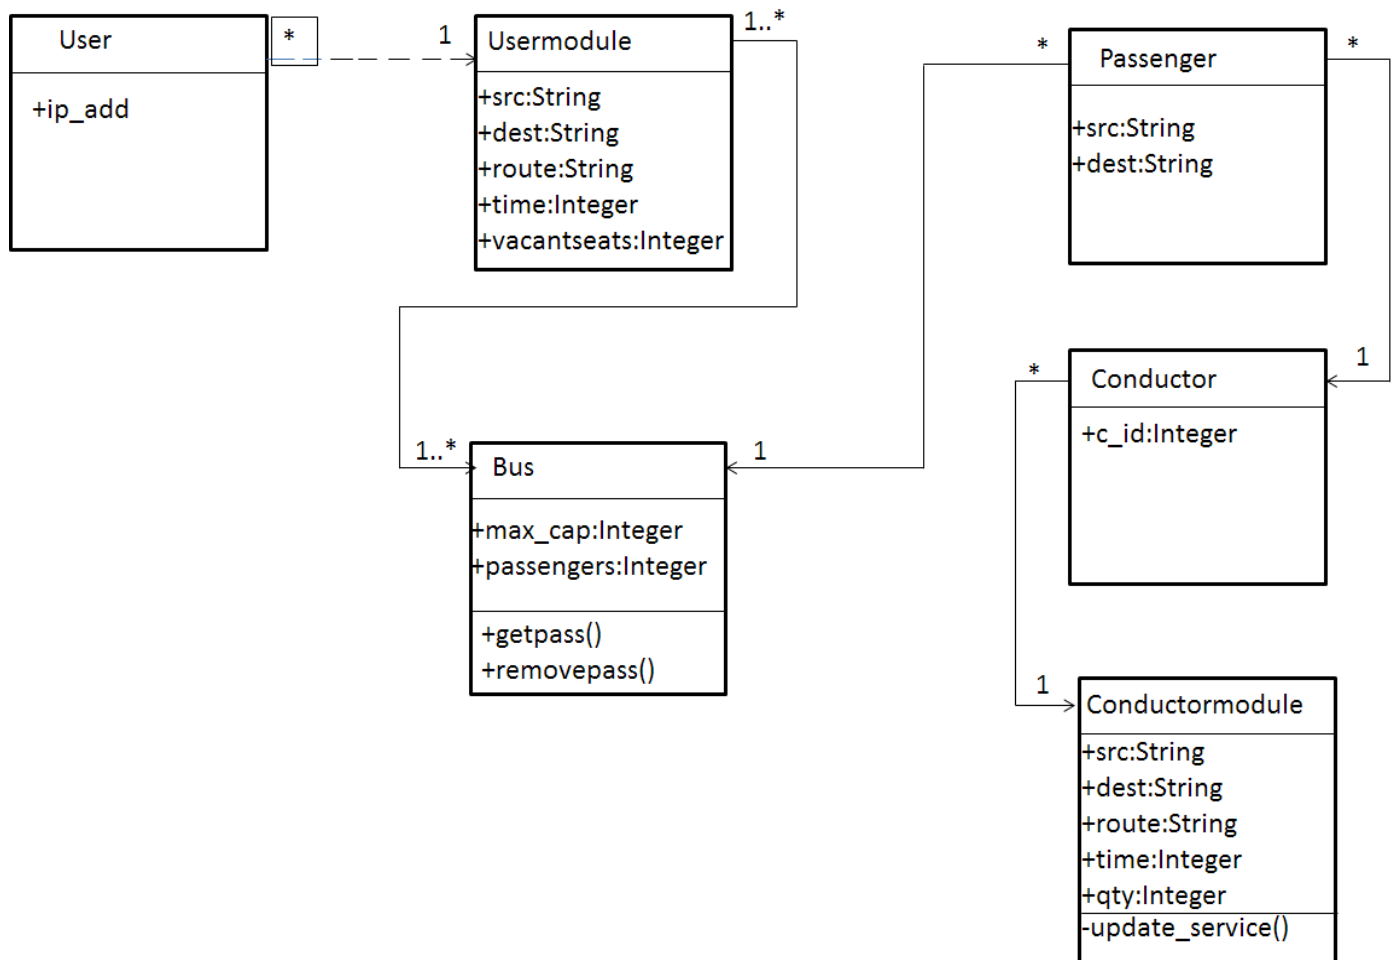 User
*
+ip_add
1
Usermodule
1..*
+src:String
+dest:String
+route:String
+time:Integer
+vacantseats:Integer
*
Passenger
*
+src:String
+dest:String
1..*
Bus
1
+max_cap:Integer
+passengers:Integer
+getpass()
+removepass()
*
Conductor
1
+c_id:Integer
1
Conductormodule
+src:String
+dest:String
+route:String
+time:Integer
+qty:Integer
-update_service()